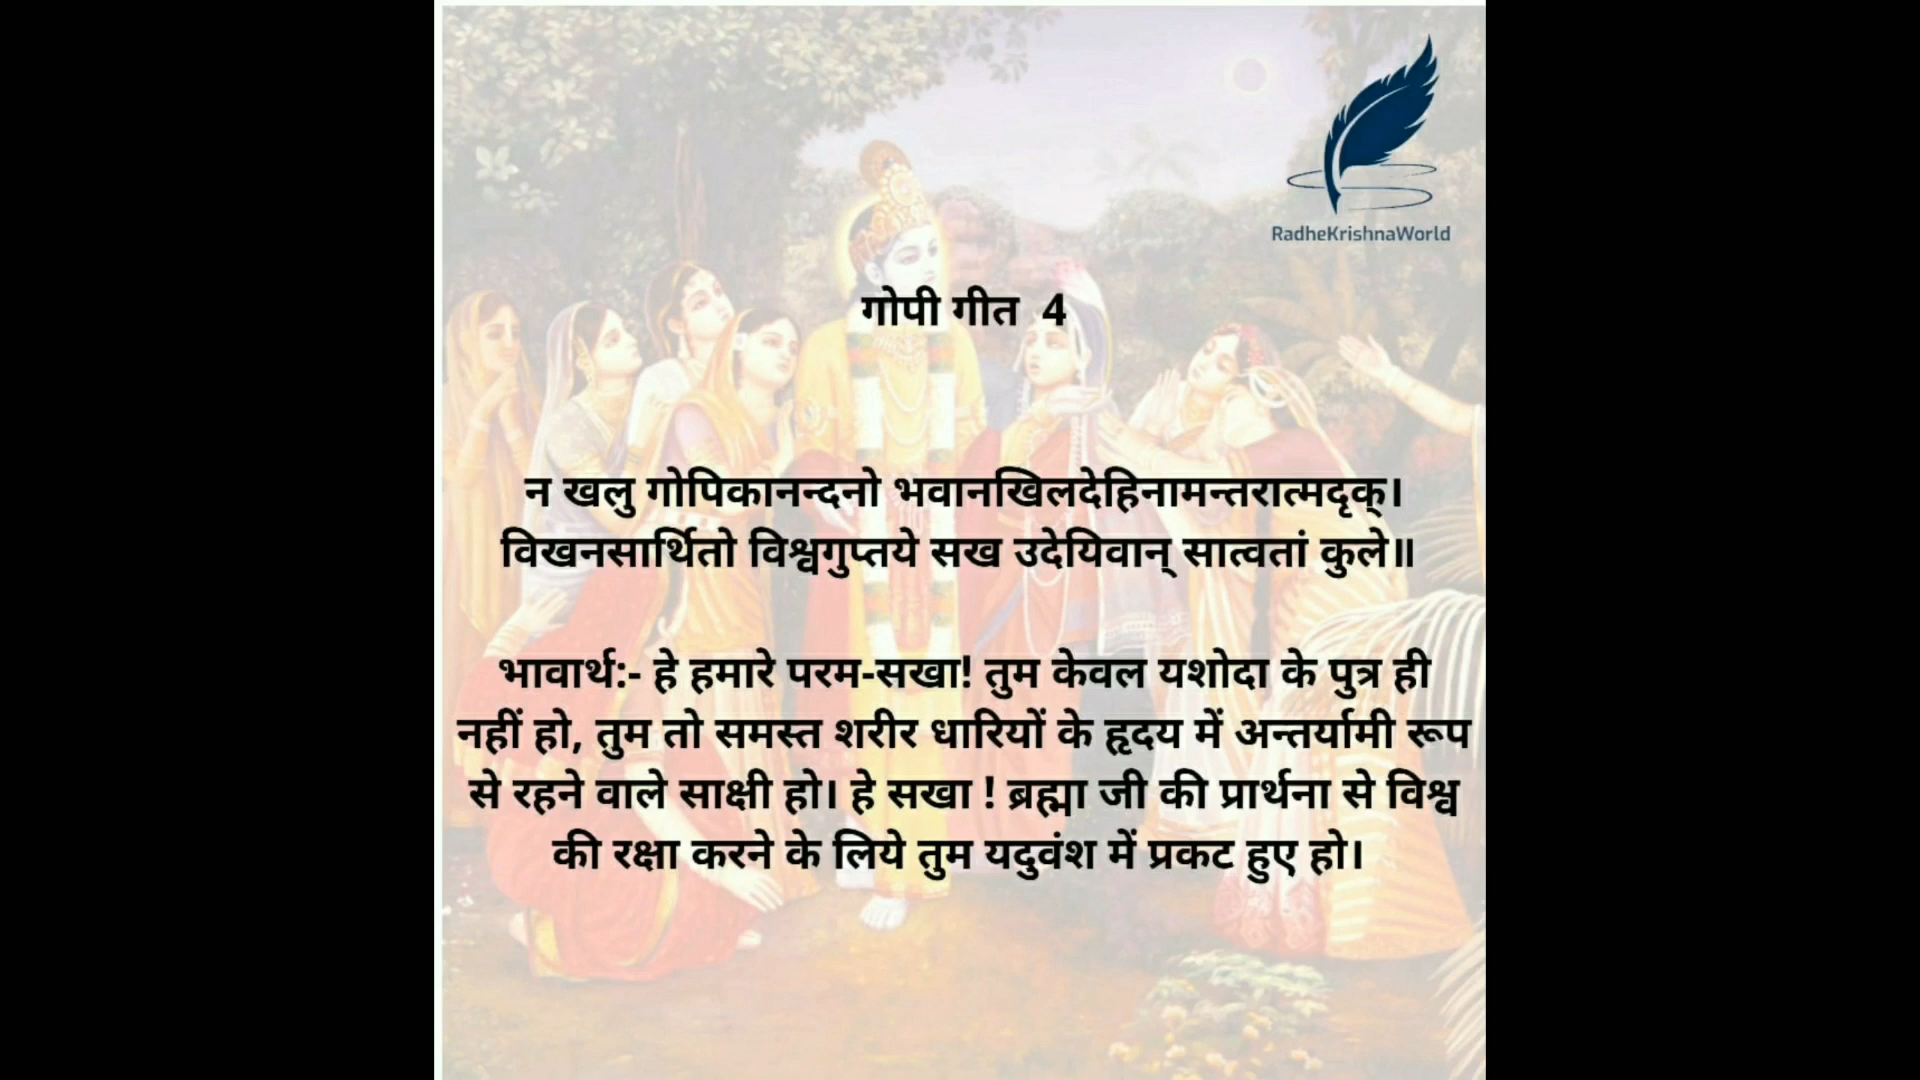 RadheKrishnaWorld
गोपी गीत 4
न खलु गोपिकानन्दनो भवानखिलदेहिनामन्तरात्मदृक्।
विखनसार्थितो विश्वगुप्तये सख उदेयिवान् सात्वतां कुले॥
भावार्थ:- हे हमारे परम-सखा! तुम केवल यशोदा के पुत्र ही
नहीं हो, तुम तो समस्त शरीर धारियों के हृदय में अन्तर्यामी रूप
से रहने वाले साक्षी हो। हे सखा ! ब्रह्मा जी की प्रार्थना से विश्व
की रक्षा करने के लिये तुम यदुवंश में प्रकट हुए हो।